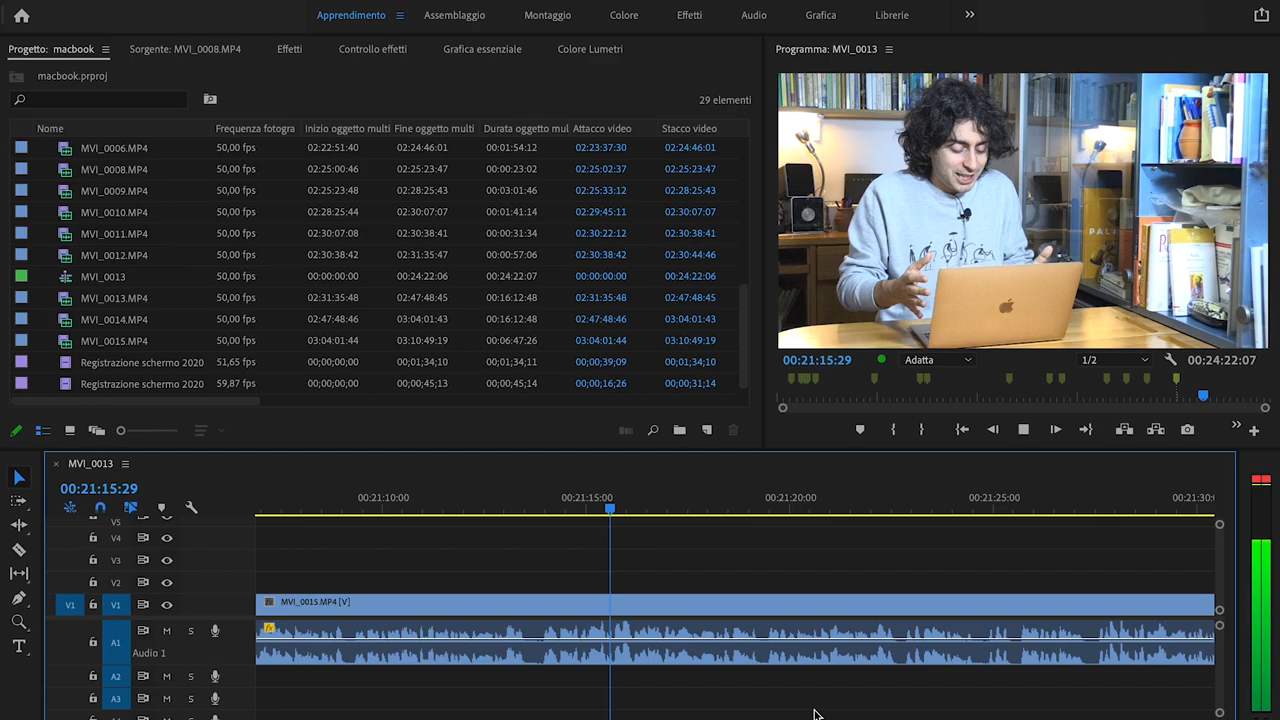 Apprendimento Assemblaggio Montaggio Colore Effetti Audio Grafica Librerie
Progetto: macbook Sorgente: MVI_0008.MP4 Effetti Controllo effetti Grafica essenziale Colore Lumetri
Programma: MVI_0013
macbook.prproj
29 elementi
Nome Frequenza fotogra Inizio oggetto multi Fine oggetto multi Durata oggetto mul Attacco video Stacco video
MVI_0006.MP4 50,00 fps 02:22:51:40 02:24:46:01 00:01:54:12 02:23:37:30 02:24:46:01
MVI_0008.MP4 50,00 fps 02:25:00:46 02:25:23:47 00:00:23:02 02:25:02:37 02:25:23:47
MVI_0009.MP4 50,00 fps 02:25:23:48 02:28:25:43 00:03:01:46 02:25:33:12 02:28:25:43
MVI_0010.MP4 50,00 fps 02:28:25:44 02:30:07:07 00:01:41:14 02:29:45:11 02:30:07:07
MVI_0011.MP4 50,00 fps 02:30:07:08 02:30:38:41 00:00:31:34 02:30:22:12 02:30:38:41
MVI_0012.MP4 50,00 fps 02:30:38:42 02:31:35:47 00:00:57:06 02:30:38:42 02:30:44:46
MVI_0013 50,00 fps 00:00:00:00 00:24:22:06 00:24:22:07 00:00:00:00 00:24:22:06
MVI_0013.MP4 50,00 fps 02:31:35:48 02:47:48:45 00:16:12:48 02:31:35:48 02:47:48:45
MVI_0014.MP4 50,00 fps 02:47:48:46 03:04:01:43 00:16:12:48 02:47:48:46 03:04:01:43
MVI_0015.MP4 50,00 fps 03:04:01:44 03:10:49:19 00:06:47:26 03:04:01:44 03:10:49:19
Registrazione schermo 2020 51,65 fps 00;00;00;00 00;01;34;10 00;01;34;11 00;00;39;09 00;01;34;10
Registrazione schermo 2020 59,87 fps 00;00;00;00 00;00;45;13 00;00;45;14 00;00;16;26 00;00;31;14
PAL
00:21:15:29 Adatta 1/2 00:24:22:07
MVI_0013
00:21:15:29
00:21:10:00 00:21:15:00 00:21:20:00 00:21:25:00 00:21:30:0
V5
V4
V3
V2
V1 V1 MVI_0015.MP4 [V]
fx
A1 M S
Audio 1
A2 M S
A3 M S